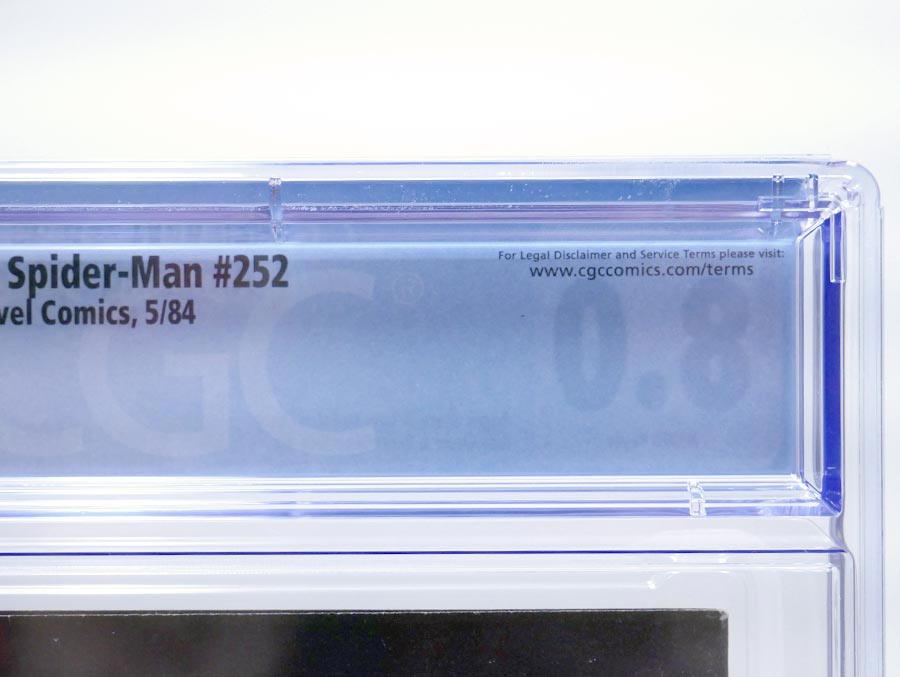 Spider-Man #252
vel Comics, 5/84
For Legal Disclaimer and Service Terms please visit:
www.cgccomics.com/terms
CGC®
0.8